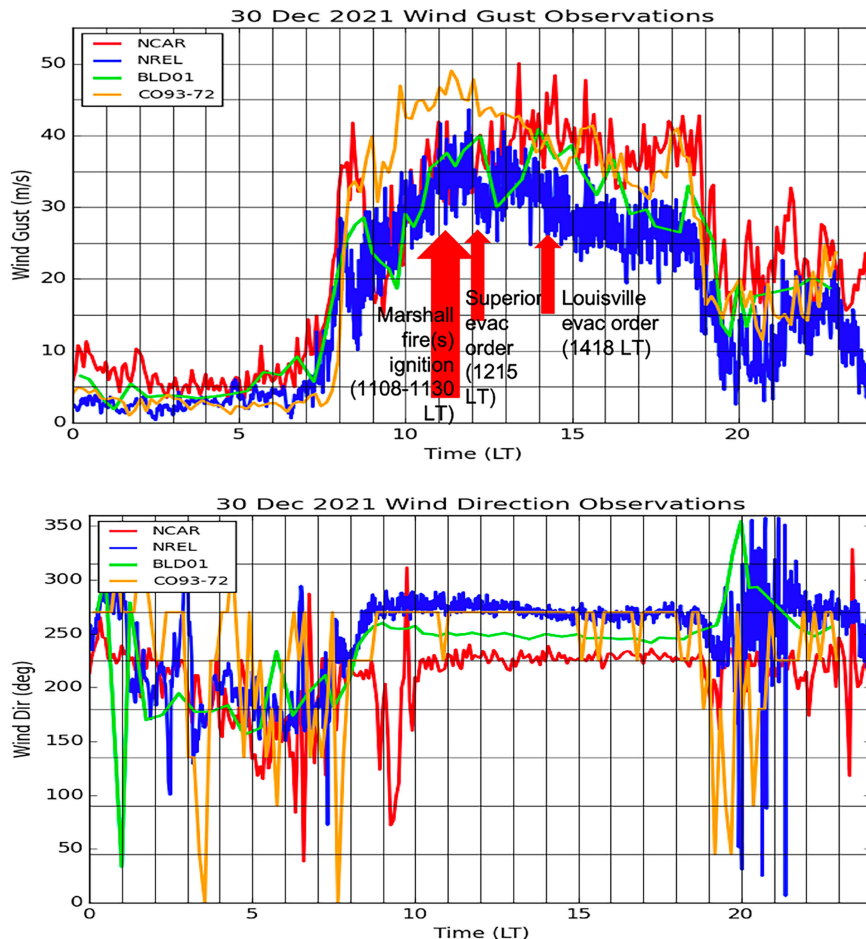 30 Dec 2021 Wind Gust Observations
NCAR
NREL
BLD01
CO93-72
Wind Gust (m/s)
50
40
30
20
10
0
Marshall
fire(s)
ignition
(1108-1130
LT)
Superior
evac
order
(1215
LT)
Louisville
evac order
(1418 LT)
0 5 10 15 20
Time (LT)
30 Dec 2021 Wind Direction Observations
NCAR
NREL
BLD01
CO93-72
Wind Dir (deg)
350
300
250
200
150
100
50
0
0 5 10 15 20
Time (LT)